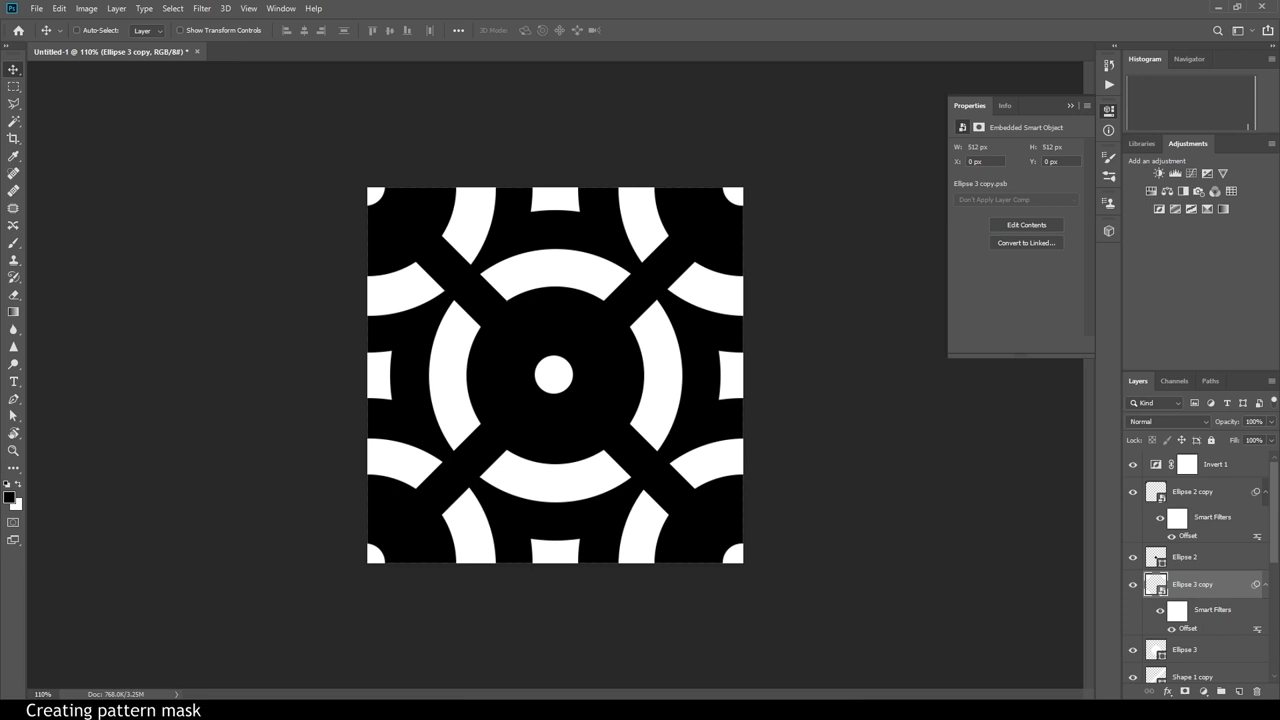 Ps File Edit Image Layer Type Select Filter 3D View Window Help
Auto-Select: Layer Show Transform Controls 3D Mode:
Untitled-1 @ 110% (Ellipse 3 copy, RGB/8#) *
Histogram Navigator
Properties Info
Embedded Smart Object
W: 512 px H: 512 px
X: 0 px Y: 0 px
Ellipse 3 copy.psb
Don't Apply Layer Comp
Edit Contents
Convert to Linked...
Libraries Adjustments
Add an adjustment
Layers Channels Paths
Kind
Normal Opacity: 100%
Lock: Fill: 100%
Invert 1
Ellipse 2 copy
Smart Filters
Offset
Ellipse 2
Ellipse 3 copy
Smart Filters
Offset
Ellipse 3
Shape 1 copy
110% Doc: 768.0K/3.25M
Creating pattern mask